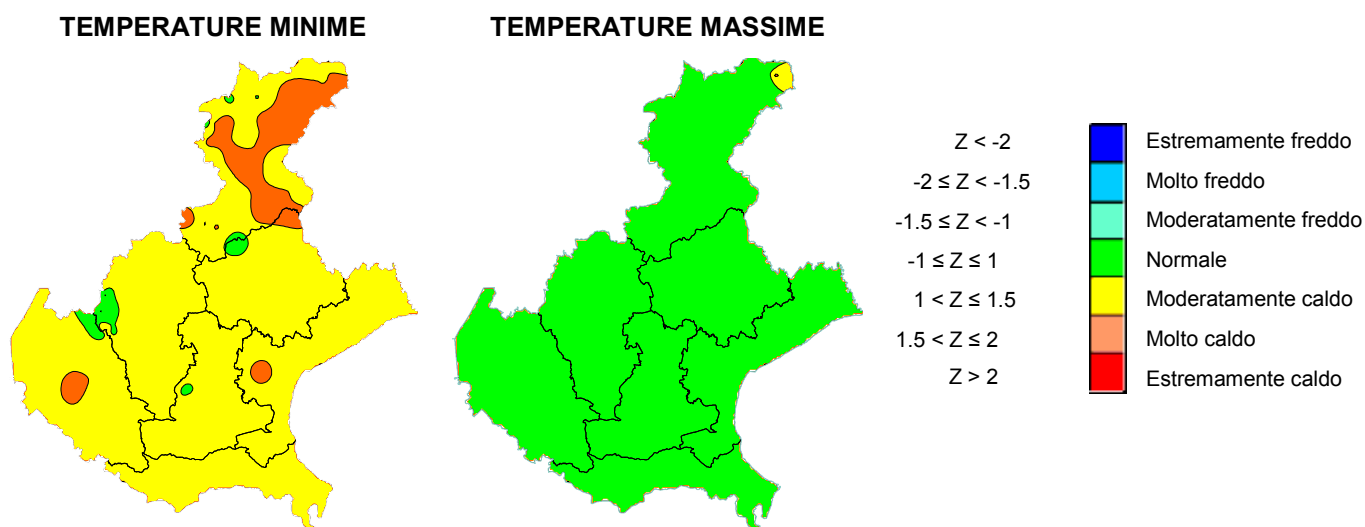 TEMPERATURE MINIME
TEMPERATURE MASSIME
Z < -2 Estremamente freddo
-2 ≤ Z < -1.5 Molto freddo
-1.5 ≤ Z < -1 Moderatamente freddo
-1 ≤ Z ≤ 1 Normale
1 < Z ≤ 1.5 Moderatamente caldo
1.5 < Z ≤ 2 Molto caldo
Z > 2 Estremamente caldo